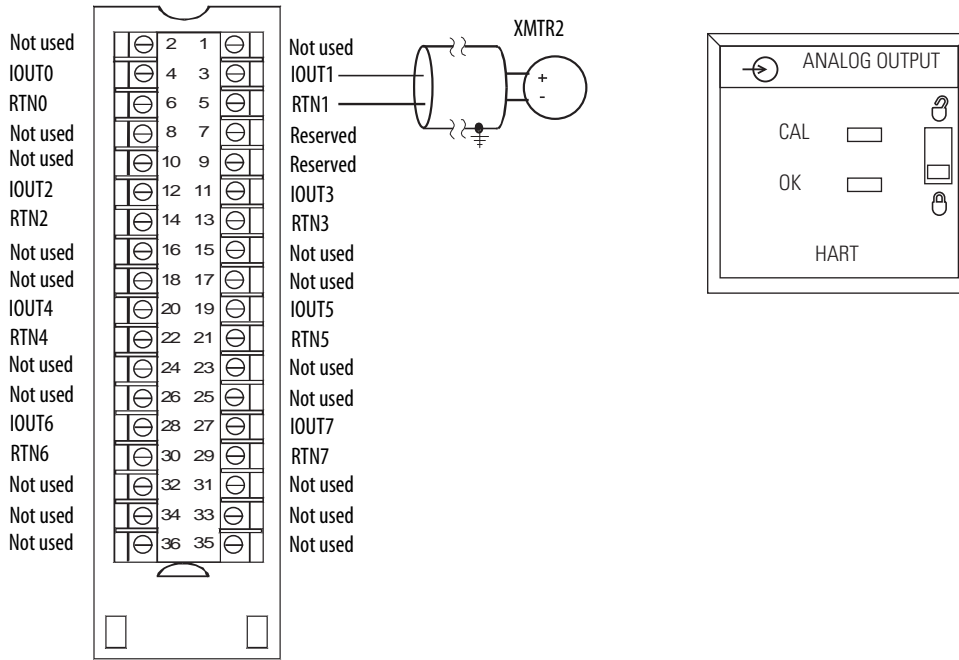 XMTR2
Not used 2 1 Not used
IOUT0 4 3 IOUT1 +
RTN0 6 5 RTN1 -
Not used 8 7 Reserved
Not used 10 9 Reserved
IOUT2 12 11 IOUT3
RTN2 14 13 RTN3
Not used 16 15 Not used
Not used 18 17 Not used
IOUT4 20 19 IOUT5
RTN4 22 21 RTN5
Not used 24 23 Not used
Not used 26 25 Not used
IOUT6 28 27 IOUT7
RTN6 30 29 RTN7
Not used 32 31 Not used
Not used 34 33 Not used
Not used 36 35 Not used
ANALOG OUTPUT
CAL
OK
HART